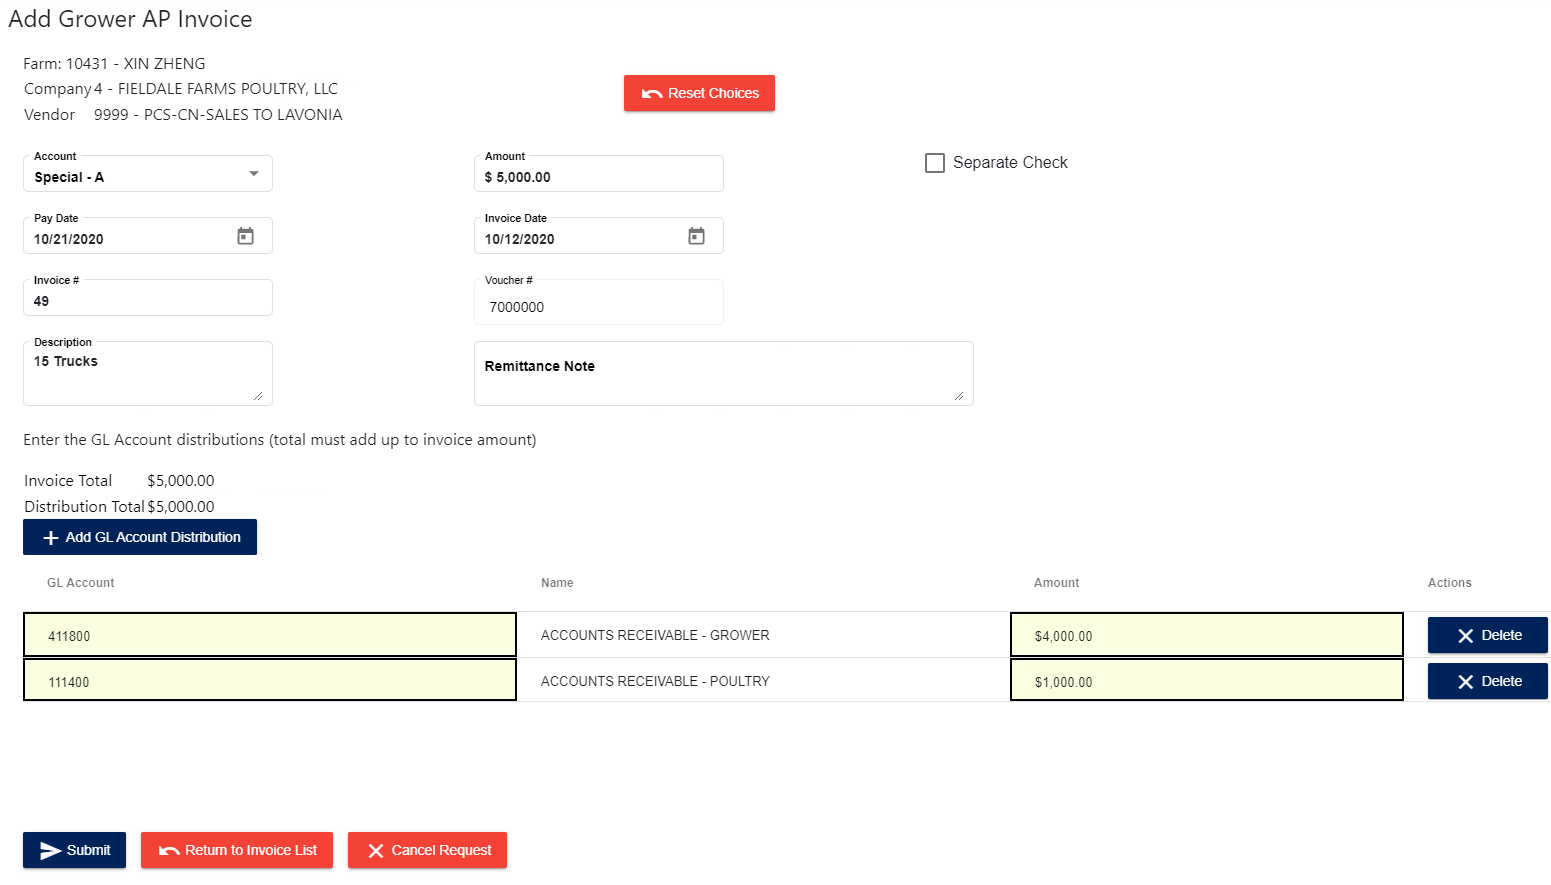 Add Grower AP Invoice
Farm: 10431 - XIN ZHENG
Company 4 - FIELDALE FARMS POULTRY, LLC
Vendor 9999 - PCS-CN-SALES TO LAVONIA
Reset Choices
Account
Special - A
Amount
$ 5,000.00
Separate Check
Pay Date
10/21/2020
Invoice Date
10/12/2020
Invoice #
49
Voucher #
7000000
Description
15 Trucks
Remittance Note
Enter the GL Account distributions (total must add up to invoice amount)
Invoice Total $5,000.00
Distribution Total $5,000.00
Add GL Account Distribution
GL Account Name Amount Actions
411800 ACCOUNTS RECEIVABLE - GROWER $4,000.00 Delete
111400 ACCOUNTS RECEIVABLE - POULTRY $1,000.00 Delete
Submit Return to Invoice List Cancel Request